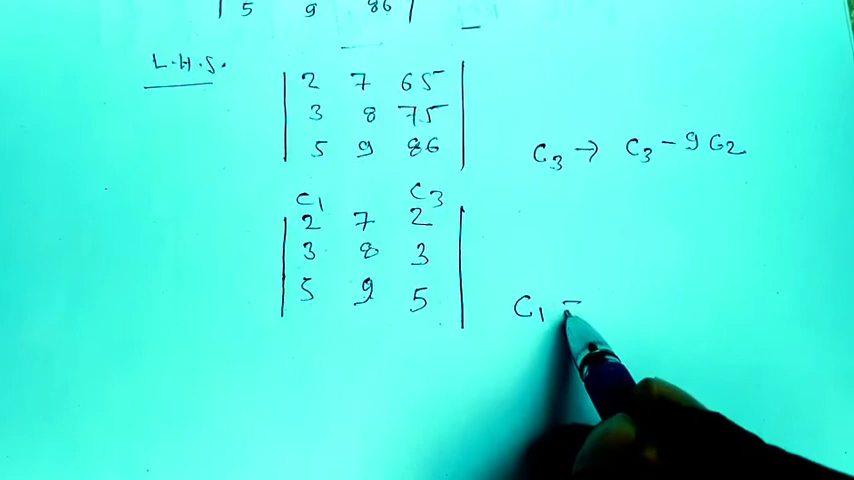 | 5 9 86 |
L.H.S.
| 2 7 65 |
| 3 8 75 |
| 5 9 86 |
C₃ → C₃ - 9C₂
C₁ C₃
| 2 7 2 |
| 3 8 3 |
| 5 9 5 |
C₁ =